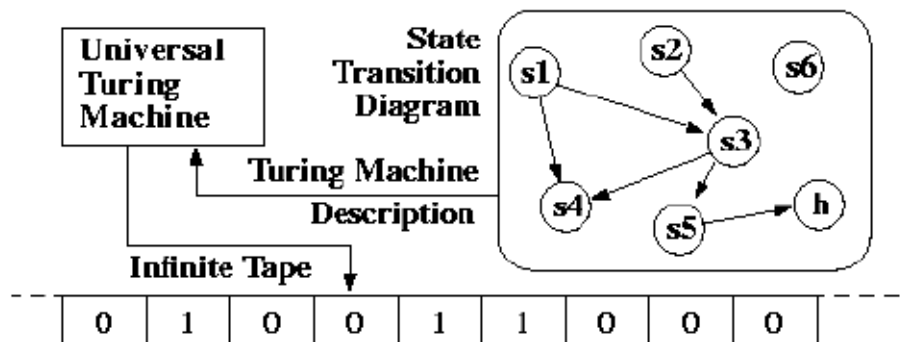 Universal
Turing
Machine
State
Transition
Diagram
s1
s2
s6
s3
s4
s5
h
Turing Machine
Description
Infinite Tape
0 1 0 0 1 1 0 0 0